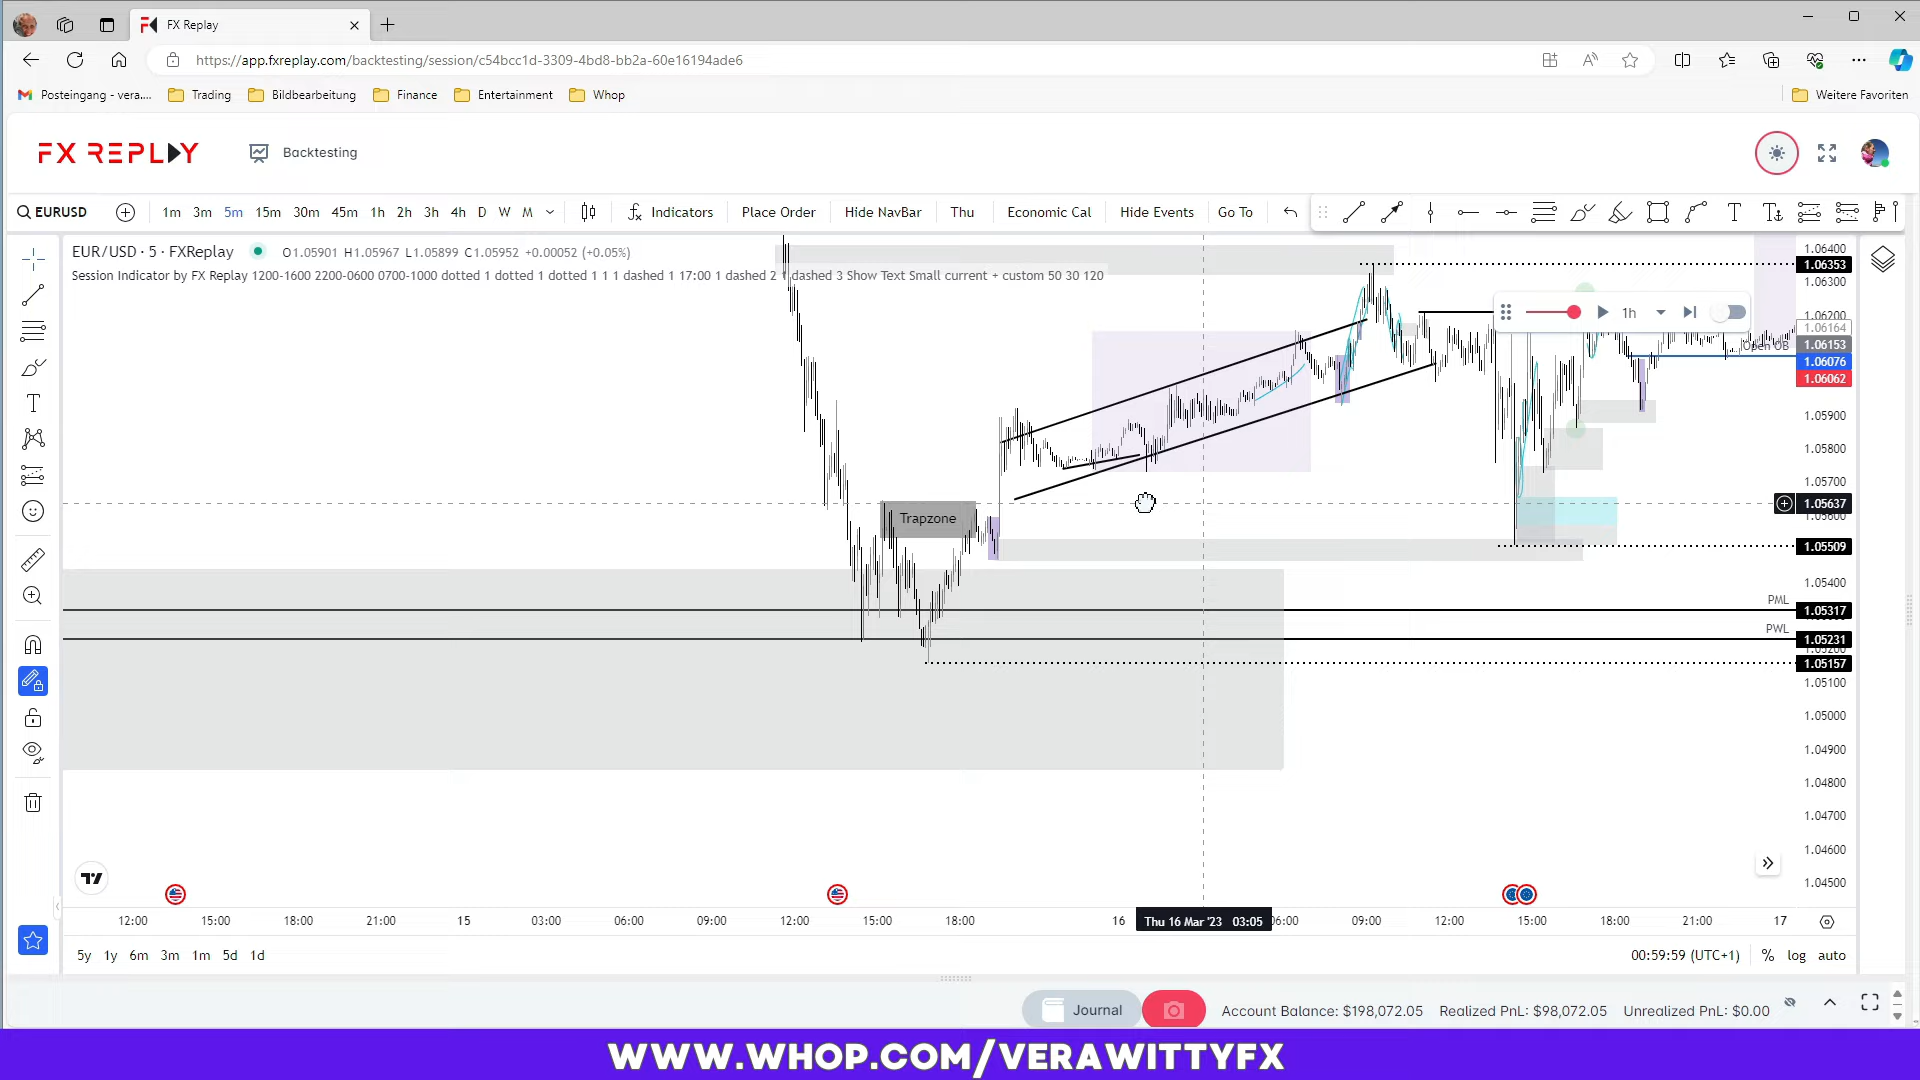 FX Replay
https://app.fxreplay.com/backtesting/session/c54bcc1d-3309-4bd8-bb2a-60e16194ade6
Posteingang - vera.... Trading Bildbearbeitung Finance Entertainment Whop Weitere Favoriten
FX REPLAY Backtesting
EURUSD 1m 3m 5m 15m 30m 45m 1h 2h 3h 4h D W M Indicators Place Order Hide NavBar Thu Economic Cal Hide Events Go To
EUR/USD · 5 · FXReplay O1.05901 H1.05967 L1.05899 C1.05952 +0.00052 (+0.05%)
Session Indicator by FX Replay 1200-1600 2200-0600 0700-1000 dotted 1 dotted 1 dotted 1 1 1 dashed 1 17:00 1 dashed 2 1 dashed 3 Show Text Small current + custom 50 30 120
1.06400
1.06353
1.06300
1h
1.06200
1.06164
Open OB
1.06153
1.06076
1.06062
1.05900
1.05800
1.05700
1.05637
1.05600
Trapzone
1.05509
1.05400
PML
1.05317
PWL
1.05231
1.05200
1.05157
1.05100
1.05000
1.04900
1.04800
1.04700
1.04600
1.04500
12:00 15:00 18:00 21:00 15 03:00 06:00 09:00 12:00 15:00 18:00 16 Thu 16 Mar '23 03:05 06:00 09:00 12:00 15:00 18:00 21:00 17
5y 1y 6m 3m 1m 5d 1d 00:59:59 (UTC+1) % log auto
Journal Account Balance: $198,072.05 Realized PnL: $98,072.05 Unrealized PnL: $0.00
WWW.WHOP.COM/VERAWITTYFX